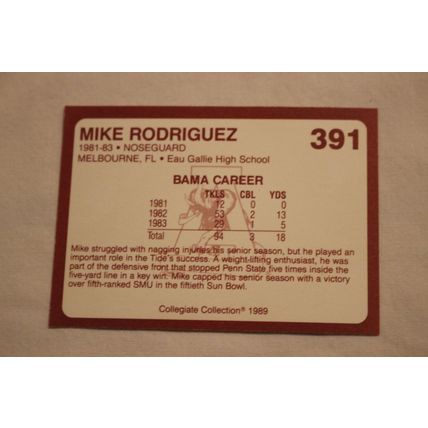 MIKE RODRIGUEZ 391
1981-83 • NOSEGUARD
MELBOURNE, FL • Eau Gallie High School
BAMA CAREER
TKLS CBL YDS
1981 12 0 0
1982 53 2 13
1983 29 1 5
Total 94 3 18
Mike struggled with nagging injuries his senior season, but he played an
important role in the Tide's success. A weight-lifting enthusiast, he was
part of the defensive front that stopped Penn State five times inside the
five-yard line in a key win. Mike capped his senior season with a victory
over fifth-ranked SMU in the fiftieth Sun Bowl.
Collegiate Collection® 1989